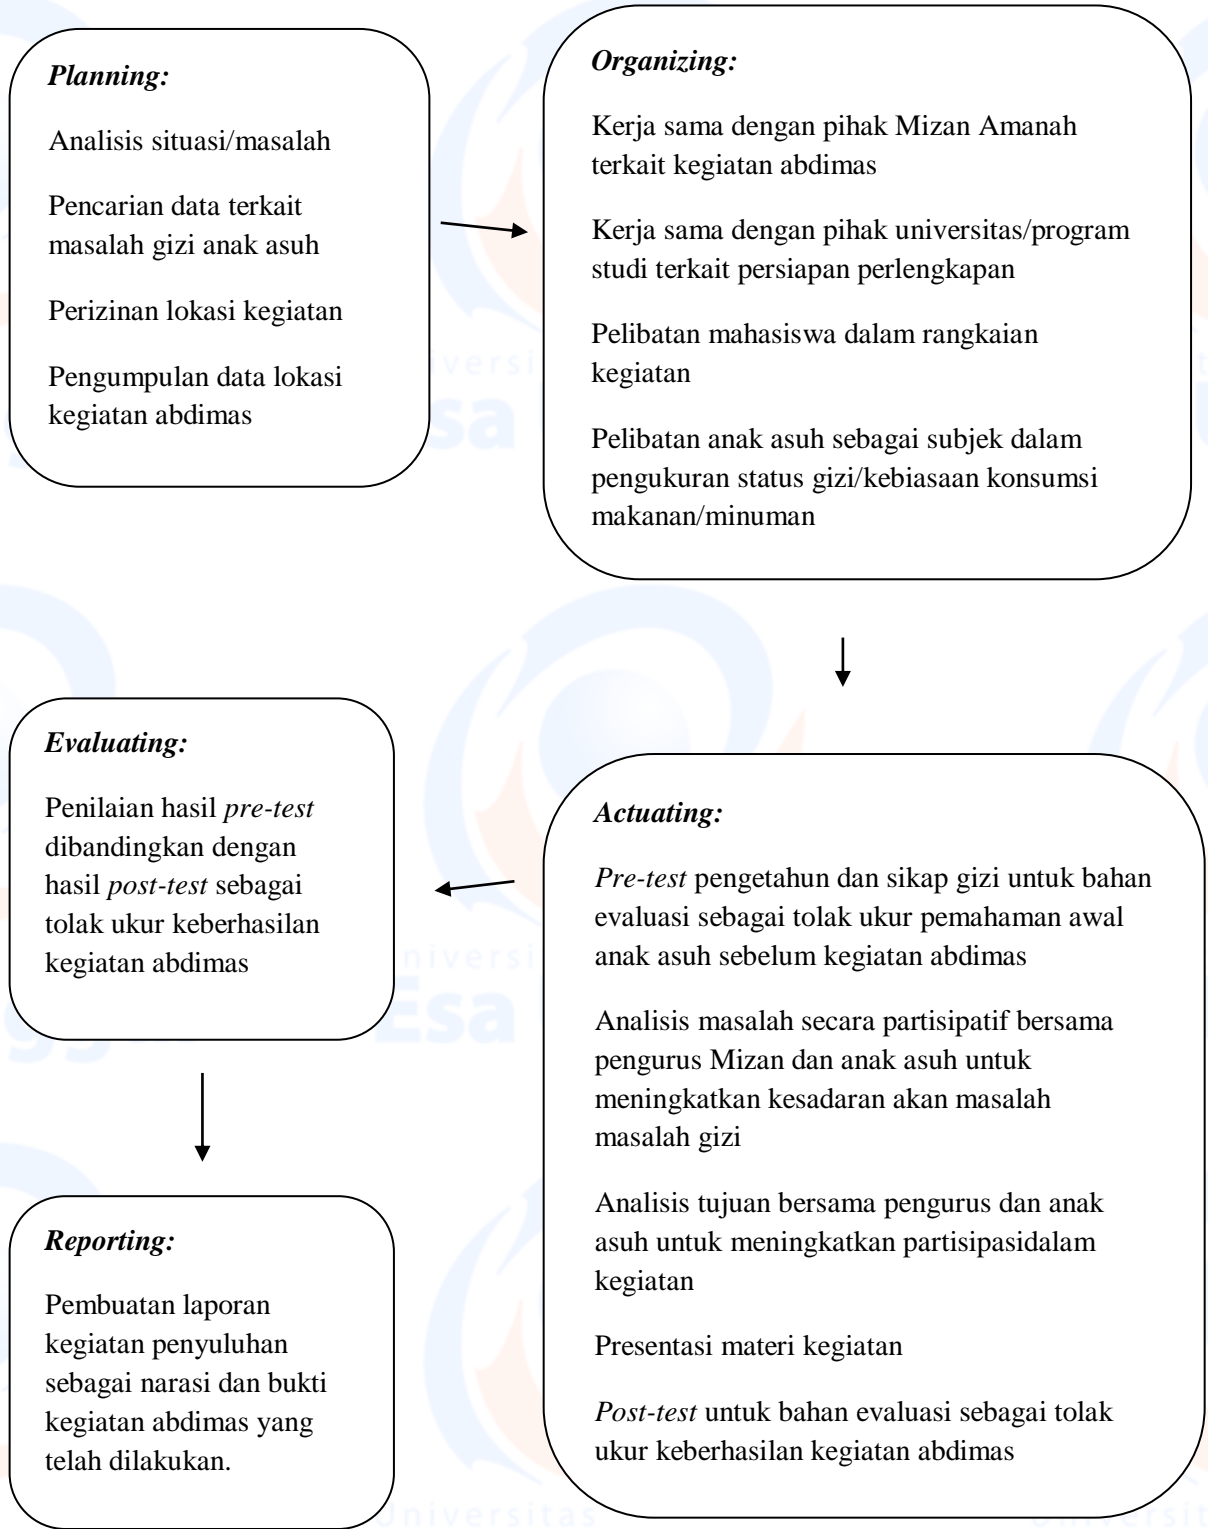 Planning:
Analisis situasi/masalah
Pencarian data terkait
masalah gizi anak asuh
Perizinan lokasi kegiatan
Pengumpulan data lokasi
kegiatan abdimas
Organizing:
Kerja sama dengan pihak Mizan Amanah
terkait kegiatan abdimas
Kerja sama dengan pihak universitas/program
studi terkait persiapan perlengkapan
Pelibatan mahasiswa dalam rangkaian
kegiatan
Pelibatan anak asuh sebagai subjek dalam
pengukuran status gizi/kebiasaan konsumsi
makanan/minuman
Actuating:
Pre-test pengetahun dan sikap gizi untuk bahan
evaluasi sebagai tolak ukur pemahaman awal
anak asuh sebelum kegiatan abdimas
Analisis masalah secara partisipatif bersama
pengurus Mizan dan anak asuh untuk
meningkatkan kesadaran akan masalah
masalah gizi
Analisis tujuan bersama pengurus dan anak
asuh untuk meningkatkan partisipasidalam
kegiatan
Presentasi materi kegiatan
Post-test untuk bahan evaluasi sebagai tolak
ukur keberhasilan kegiatan abdimas
Evaluating:
Penilaian hasil pre-test
dibandingkan dengan
hasil post-test sebagai
tolak ukur keberhasilan
kegiatan abdimas
Reporting:
Pembuatan laporan
kegiatan penyuluhan
sebagai narasi dan bukti
kegiatan abdimas yang
telah dilakukan.
Esa
Universitas